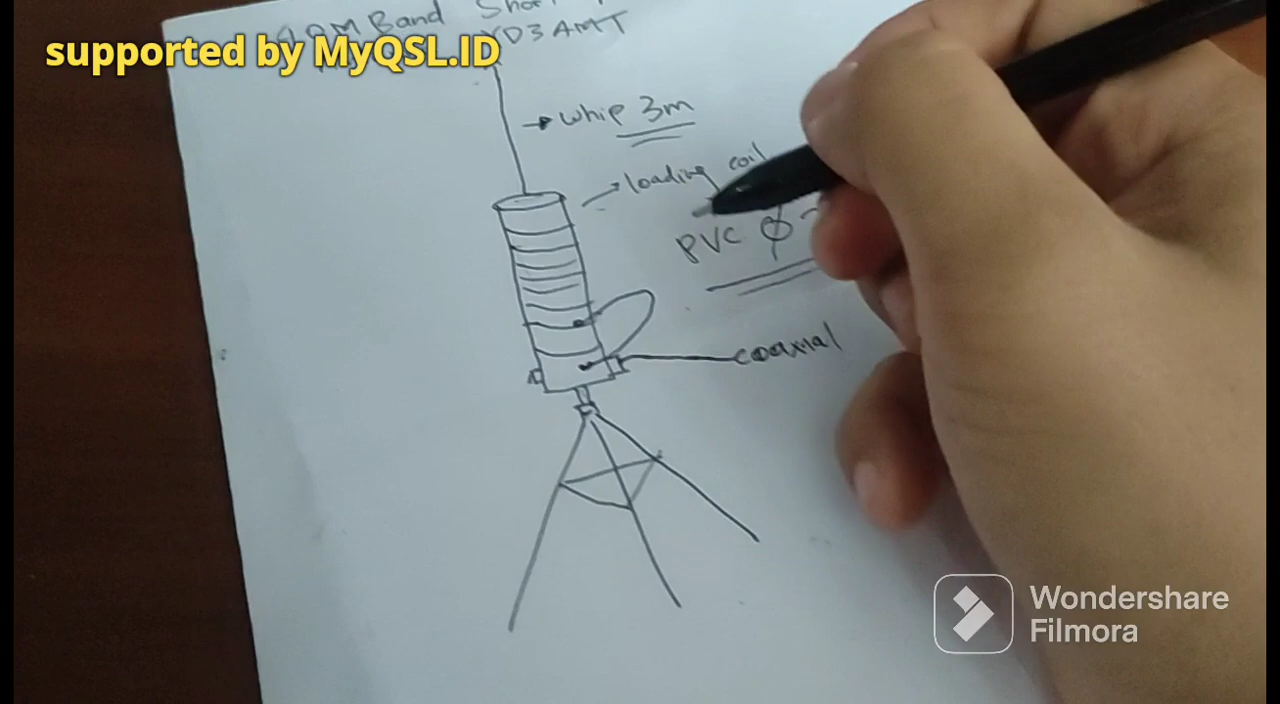 Band
supported by MyQSL.ID
whip 3m
loading coil
PVC Ø
coaxial
Wondershare
Filmora